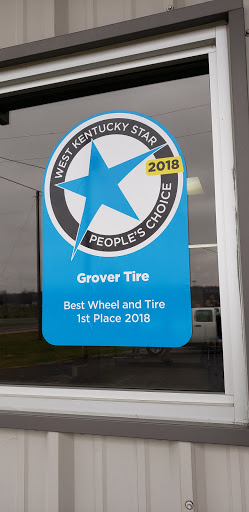 WEST KENTUCKY STAR
2018
PEOPLE'S CHOICE
Grover Tire
Best Wheel and Tire
1st Place 2018